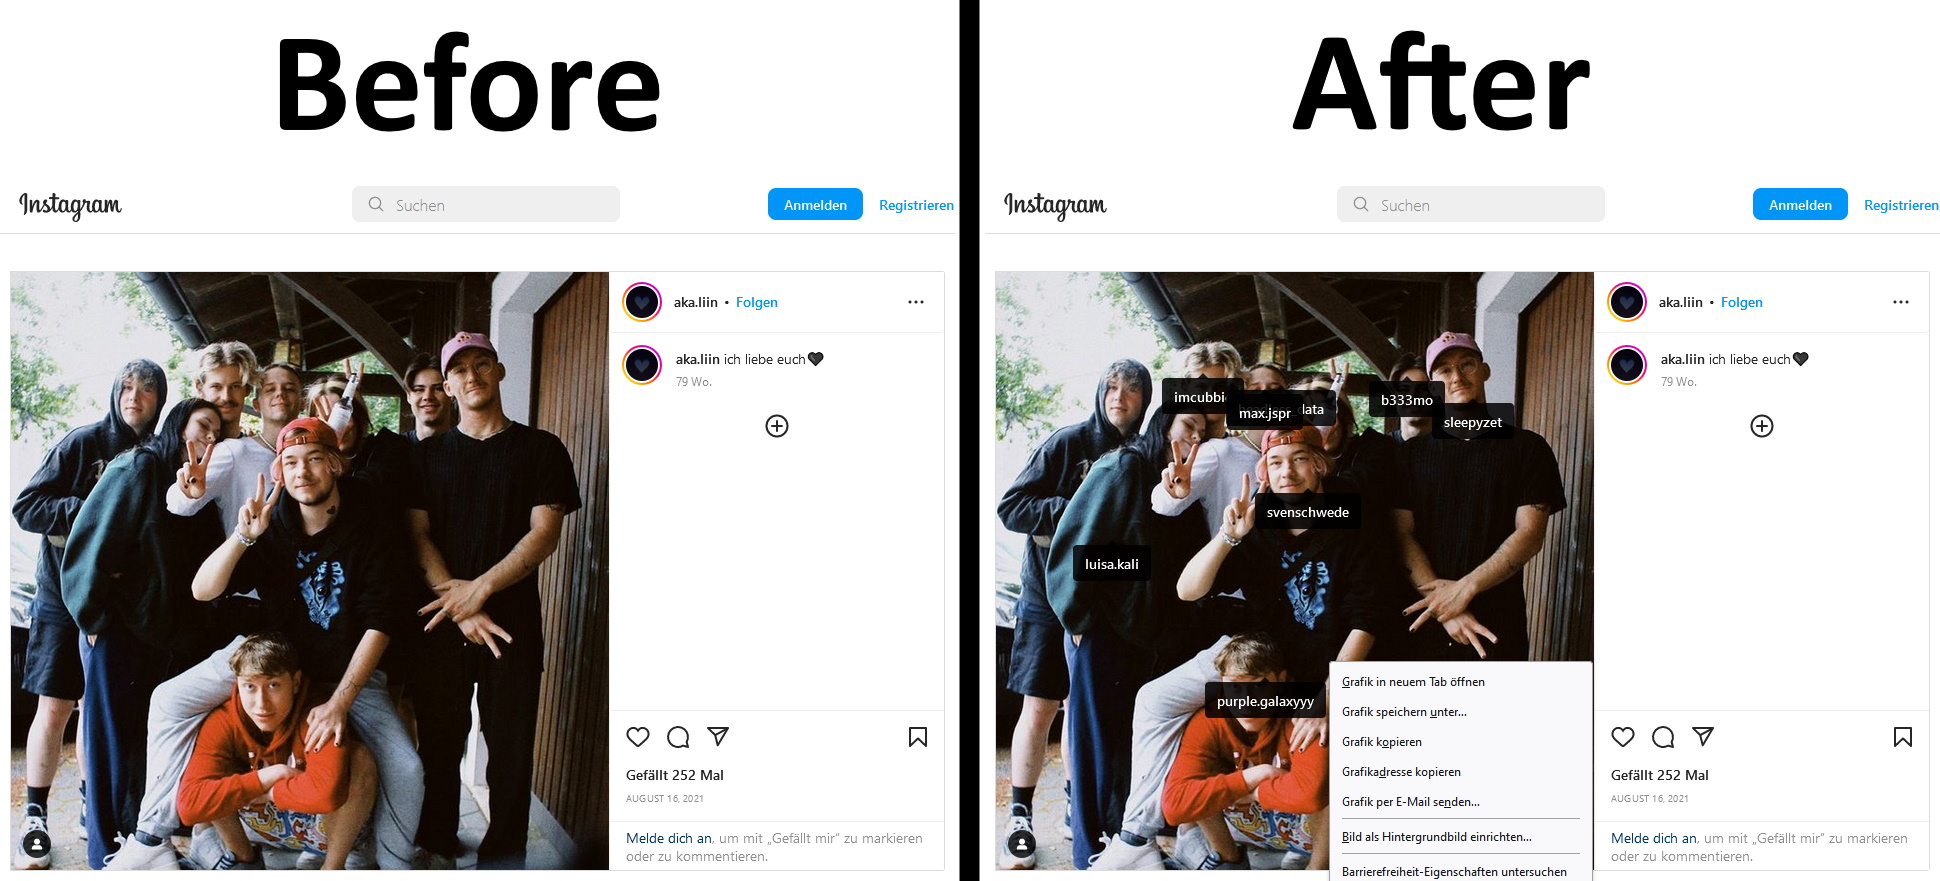 Before
Instagram
Suchen
Anmelden
Registrieren
aka.liin • Folgen
aka.liin ich liebe euch🖤
79 Wo.
Gefällt 252 Mal
AUGUST 16, 2021
Melde dich an, um mit „Gefällt mir“ zu markieren
oder zu kommentieren.
After
Instagram
Suchen
Anmelden
Registrieren
aka.liin • Folgen
aka.liin ich liebe euch🖤
79 Wo.
max.jspr
b333mo
sleepyzet
svenschwede
luisa.kali
purple.galaxyyy
Grafik in neuem Tab öffnen
Grafik speichern unter...
Grafik kopieren
Grafikadresse kopieren
Grafik per E-Mail senden...
Bild als Hintergrundbild einrichten...
Barrierefreiheit-Eigenschaften untersuchen
Gefällt 252 Mal
AUGUST 16, 2021
Melde dich an, um mit „Gefällt mir“ zu markieren
oder zu kommentieren.